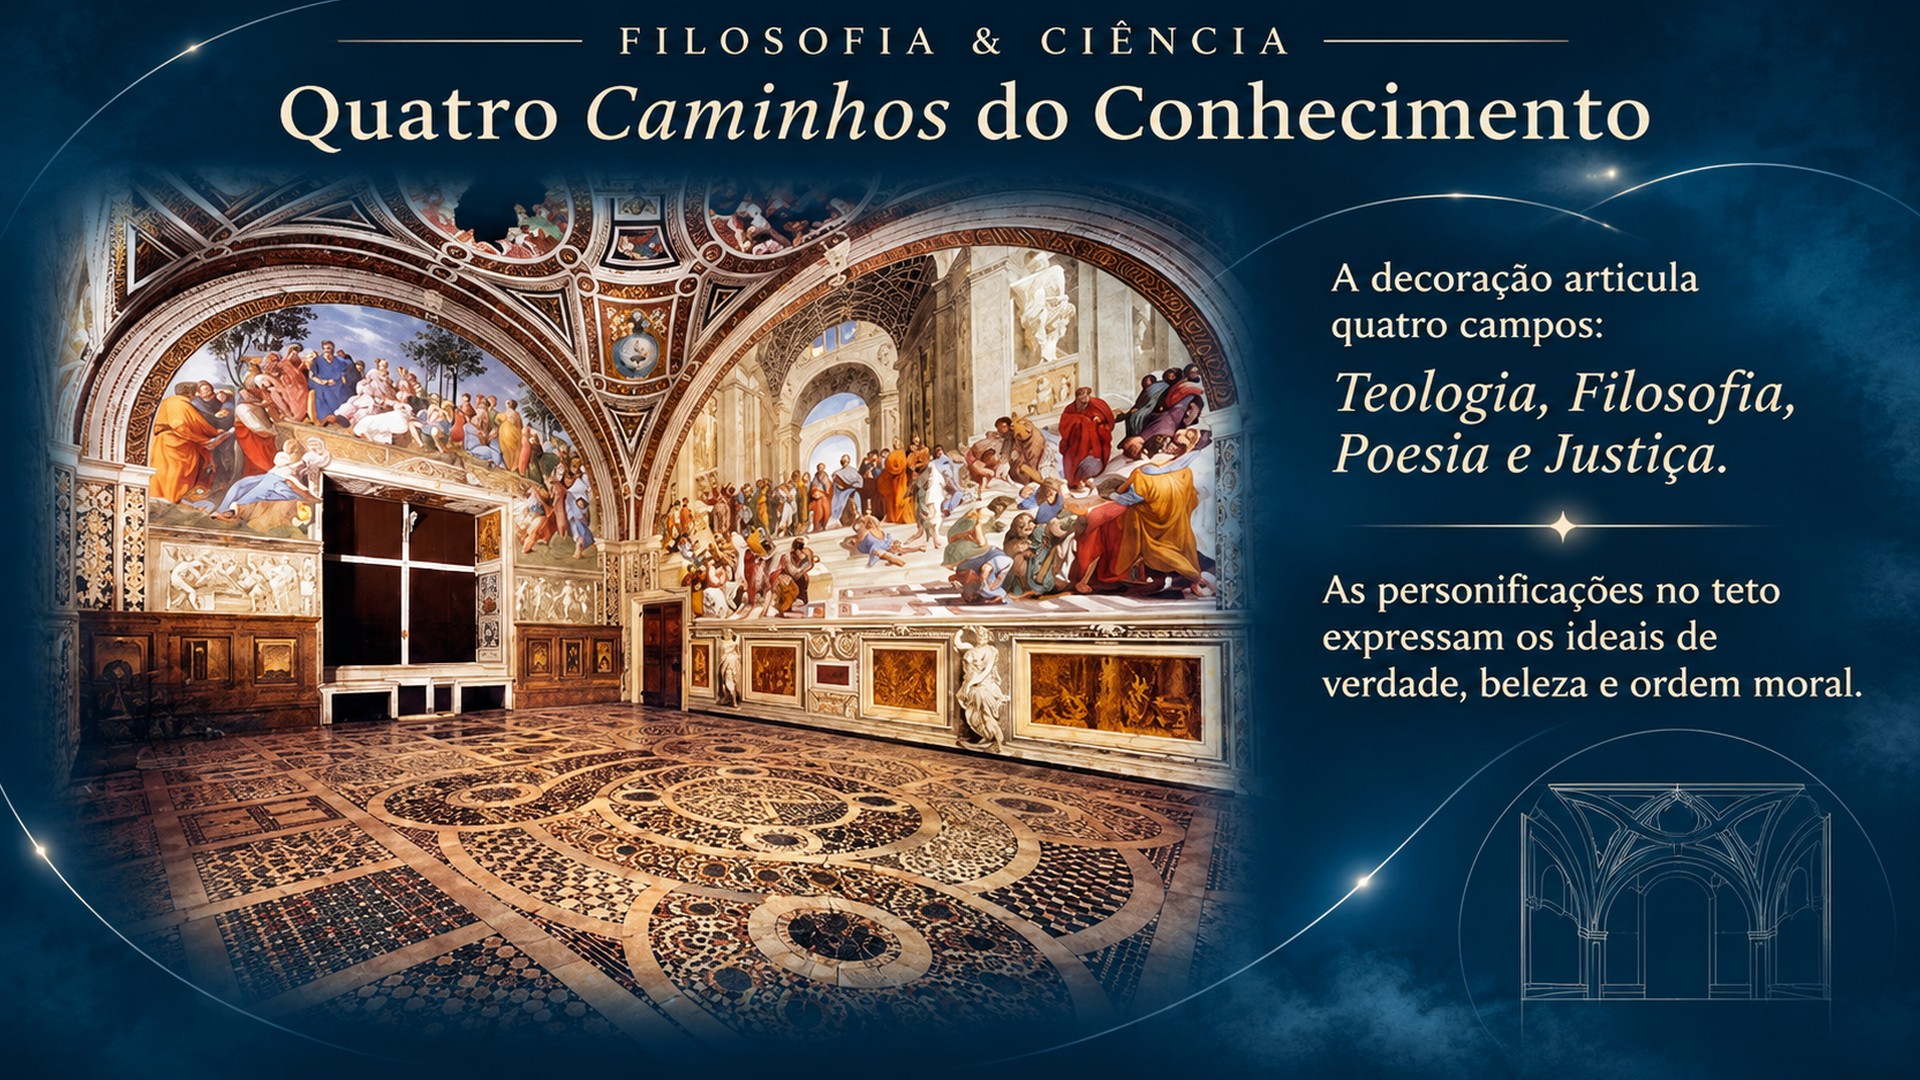 FILOSOFIA & CIÊNCIA
Quatro Caminhos do Conhecimento
A decoração articula
quatro campos:
Teologia, Filosofia,
Poesia e Justiça.
As personificações no teto
expressam os ideais de
verdade, beleza e ordem moral.